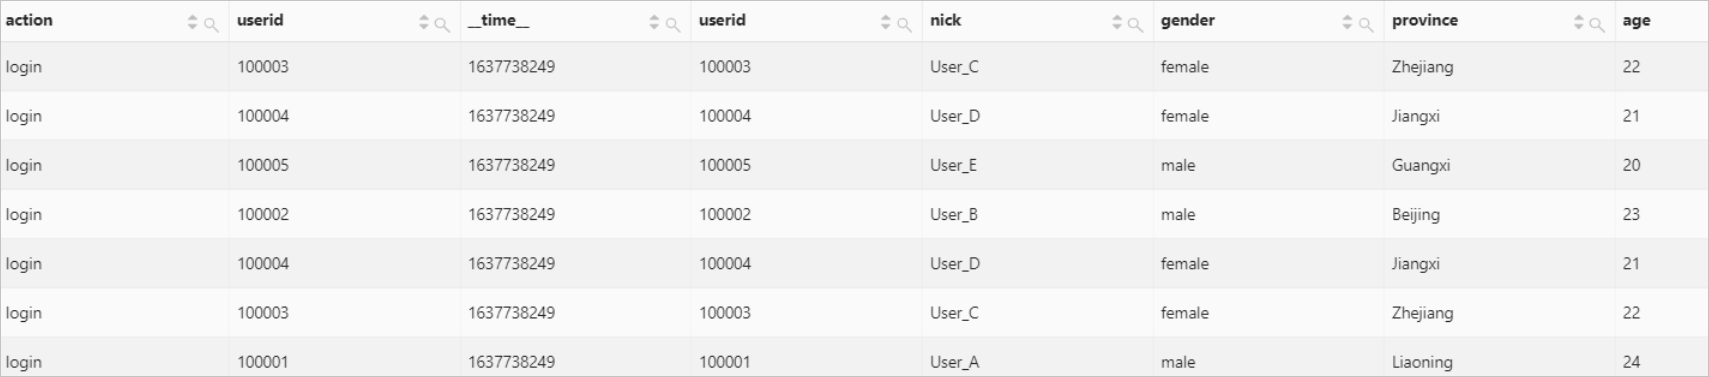 action userid __time__ userid nick gender province age
login 100003 1637738249 100003 User_C female Zhejiang 22
login 100004 1637738249 100004 User_D female Jiangxi 21
login 100005 1637738249 100005 User_E male Guangxi 20
login 100002 1637738249 100002 User_B male Beijing 23
login 100004 1637738249 100004 User_D female Jiangxi 21
login 100003 1637738249 100003 User_C female Zhejiang 22
login 100001 1637738249 100001 User_A male Liaoning 24